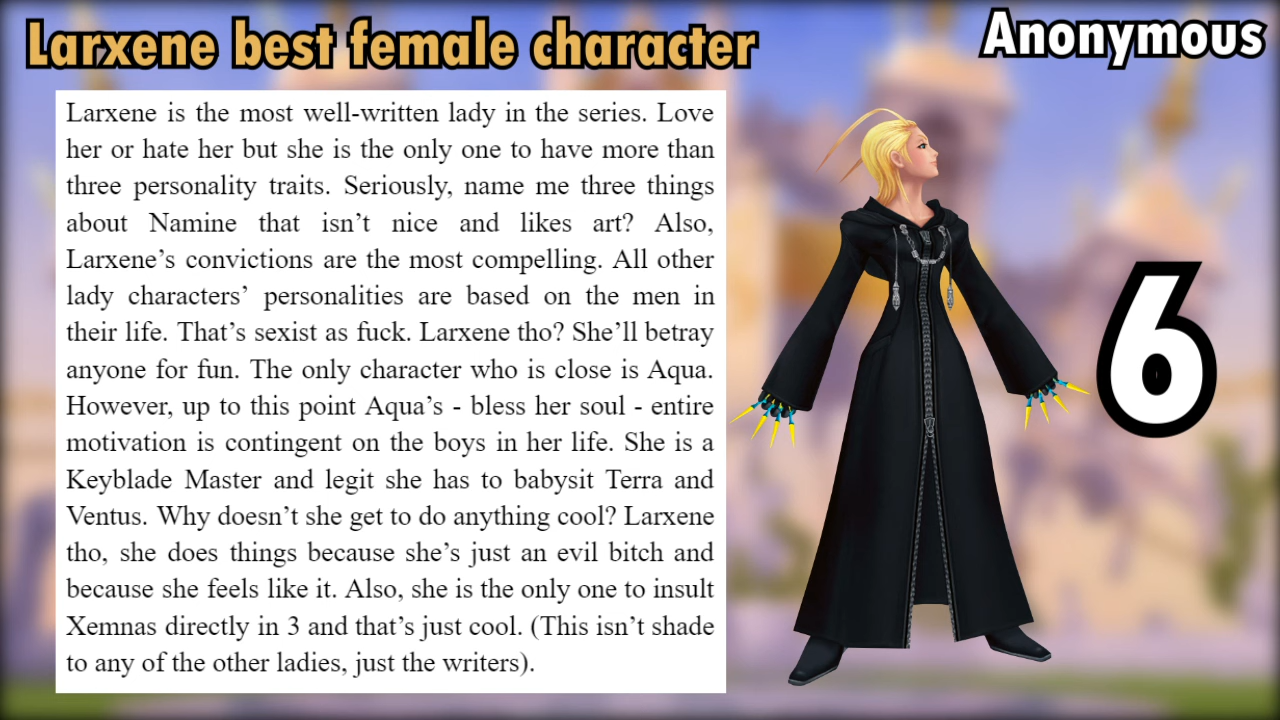 Larxene best female character
Anonymous
Larxene is the most well-written lady in the series. Love
her or hate her but she is the only one to have more than
three personality traits. Seriously, name me three things
about Namine that isn’t nice and likes art? Also,
Larxene’s convictions are the most compelling. All other
lady characters’ personalities are based on the men in
their life. That’s sexist as fuck. Larxene tho? She’ll betray
anyone for fun. The only character who is close is Aqua.
However, up to this point Aqua’s - bless her soul - entire
motivation is contingent on the boys in her life. She is a
Keyblade Master and legit she has to babysit Terra and
Ventus. Why doesn’t she get to do anything cool? Larxene
tho, she does things because she’s just an evil bitch and
because she feels like it. Also, she is the only one to insult
Xemnas directly in 3 and that’s just cool. (This isn’t shade
to any of the other ladies, just the writers).
6